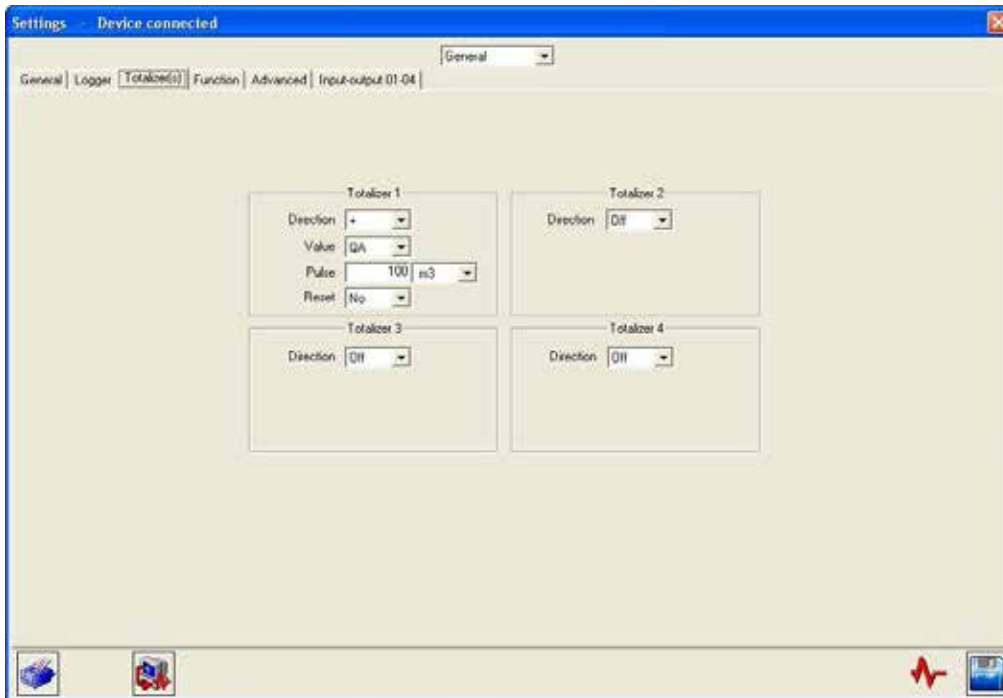 Settings - Device connected
General
General Logger Totalizer(s) Function Advanced Input-output 01-04
Totalizer 1
Direction +
Value QA
Pulse 100 m3
Reset No
Totalizer 2
Direction Off
Totalizer 3
Direction Off
Totalizer 4
Direction Off